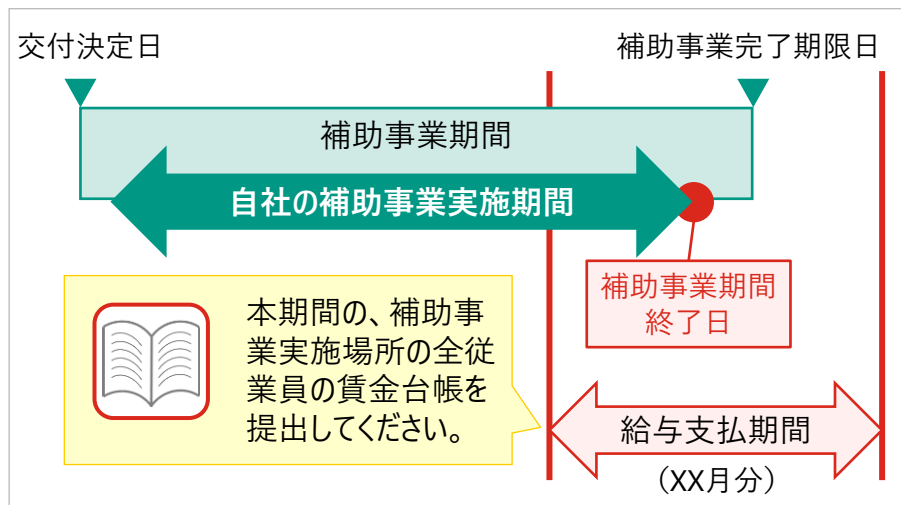 交付決定日
補助事業完了期限日
補助事業期間
自社の補助事業実施期間
補助事業期間
終了日
本期間の、補助事
業実施場所の全従
業員の賃金台帳を
提出してください。
給与支払期間
（XX月分）